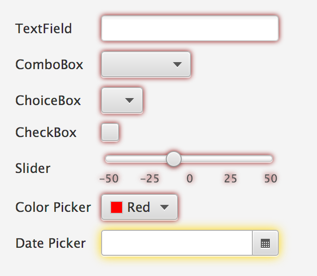 TextField
ComboBox
ChoiceBox
CheckBox
Slider
-50 -25 0 25 50
Color Picker Red
Date Picker